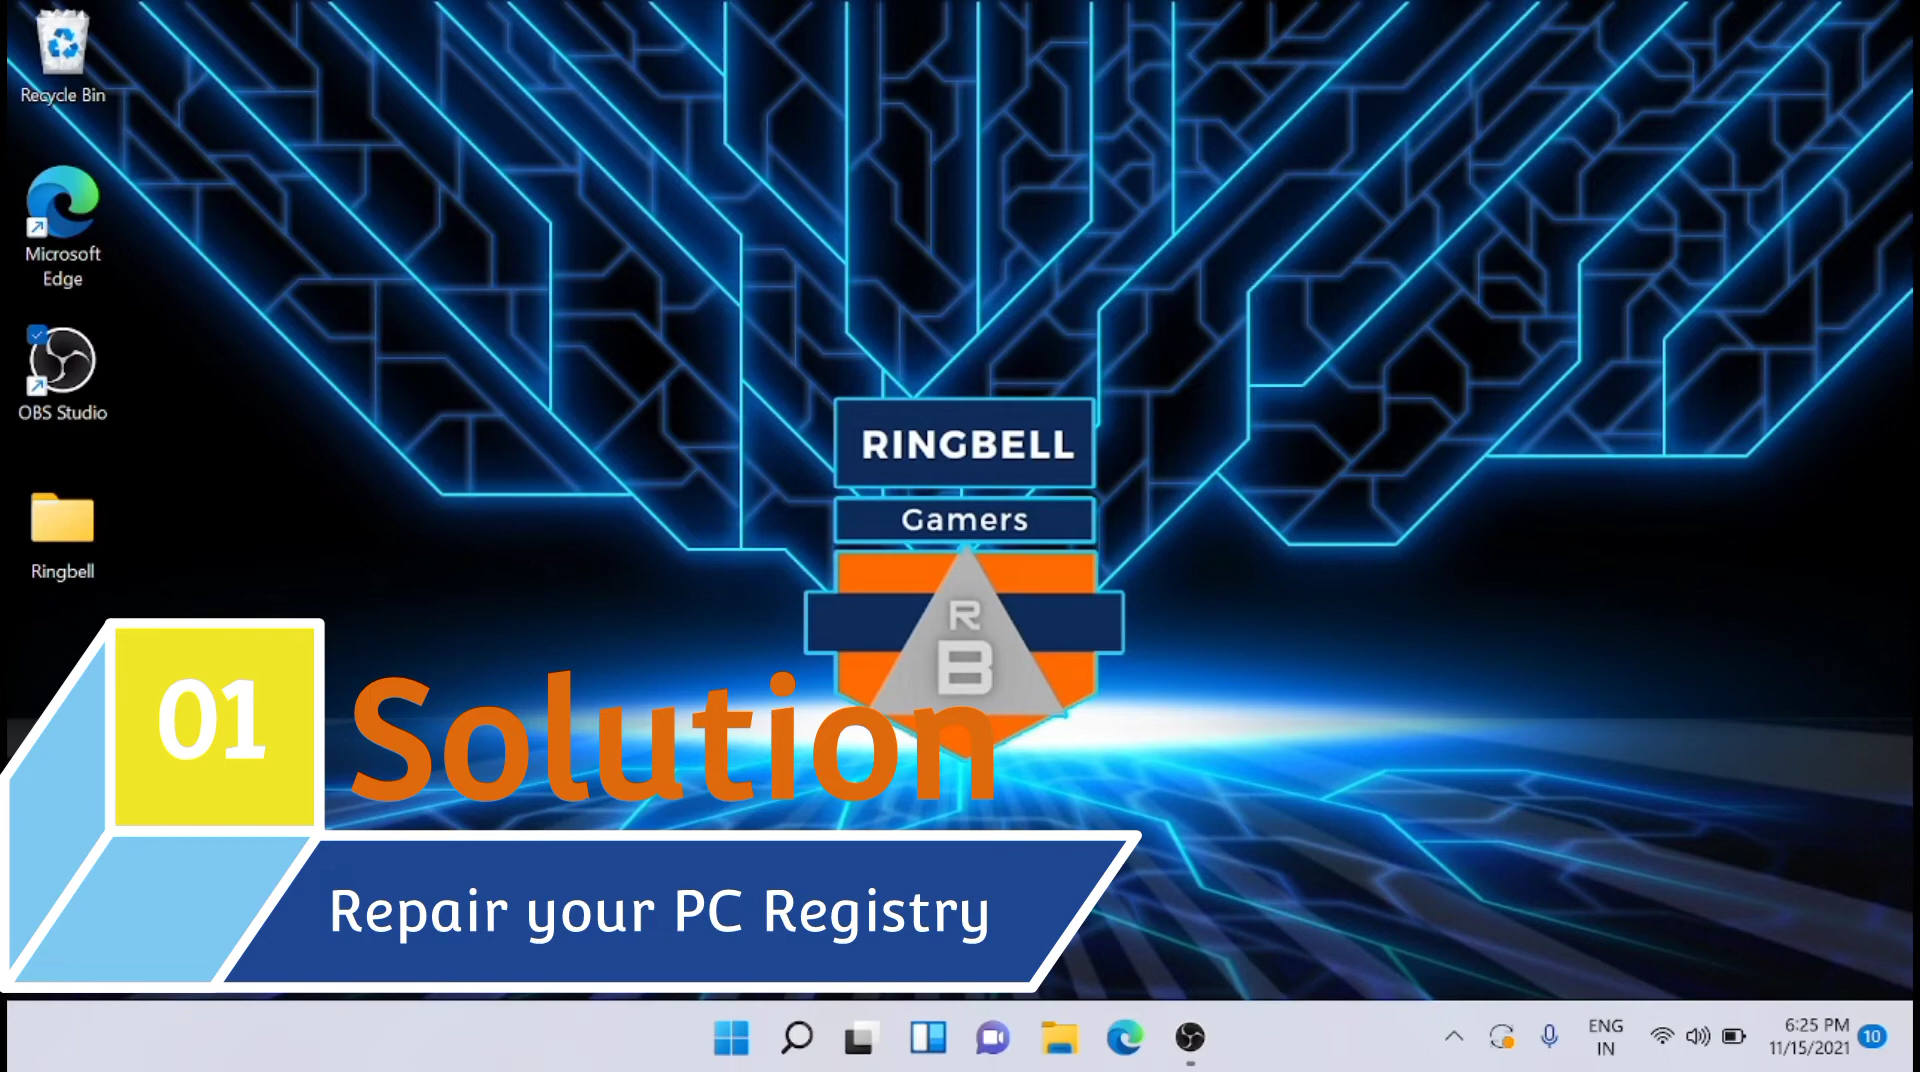 Recycle Bin
Microsoft
Edge
OBS Studio
Ringbell
RINGBELL
Gamers
R
B
01
Solution
Repair your PC Registry
ENG
IN
6:25 PM
11/15/2021
10